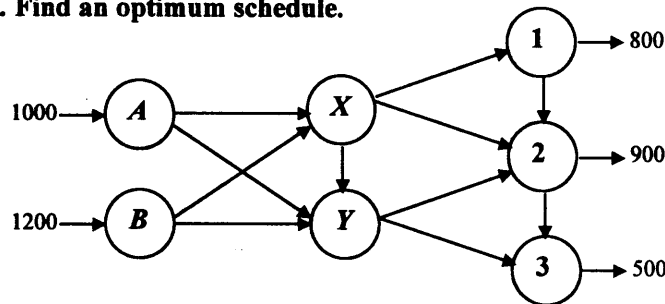 . Find an optimum schedule.
1 800
1000 A X
2 900
1200 B Y
3 500